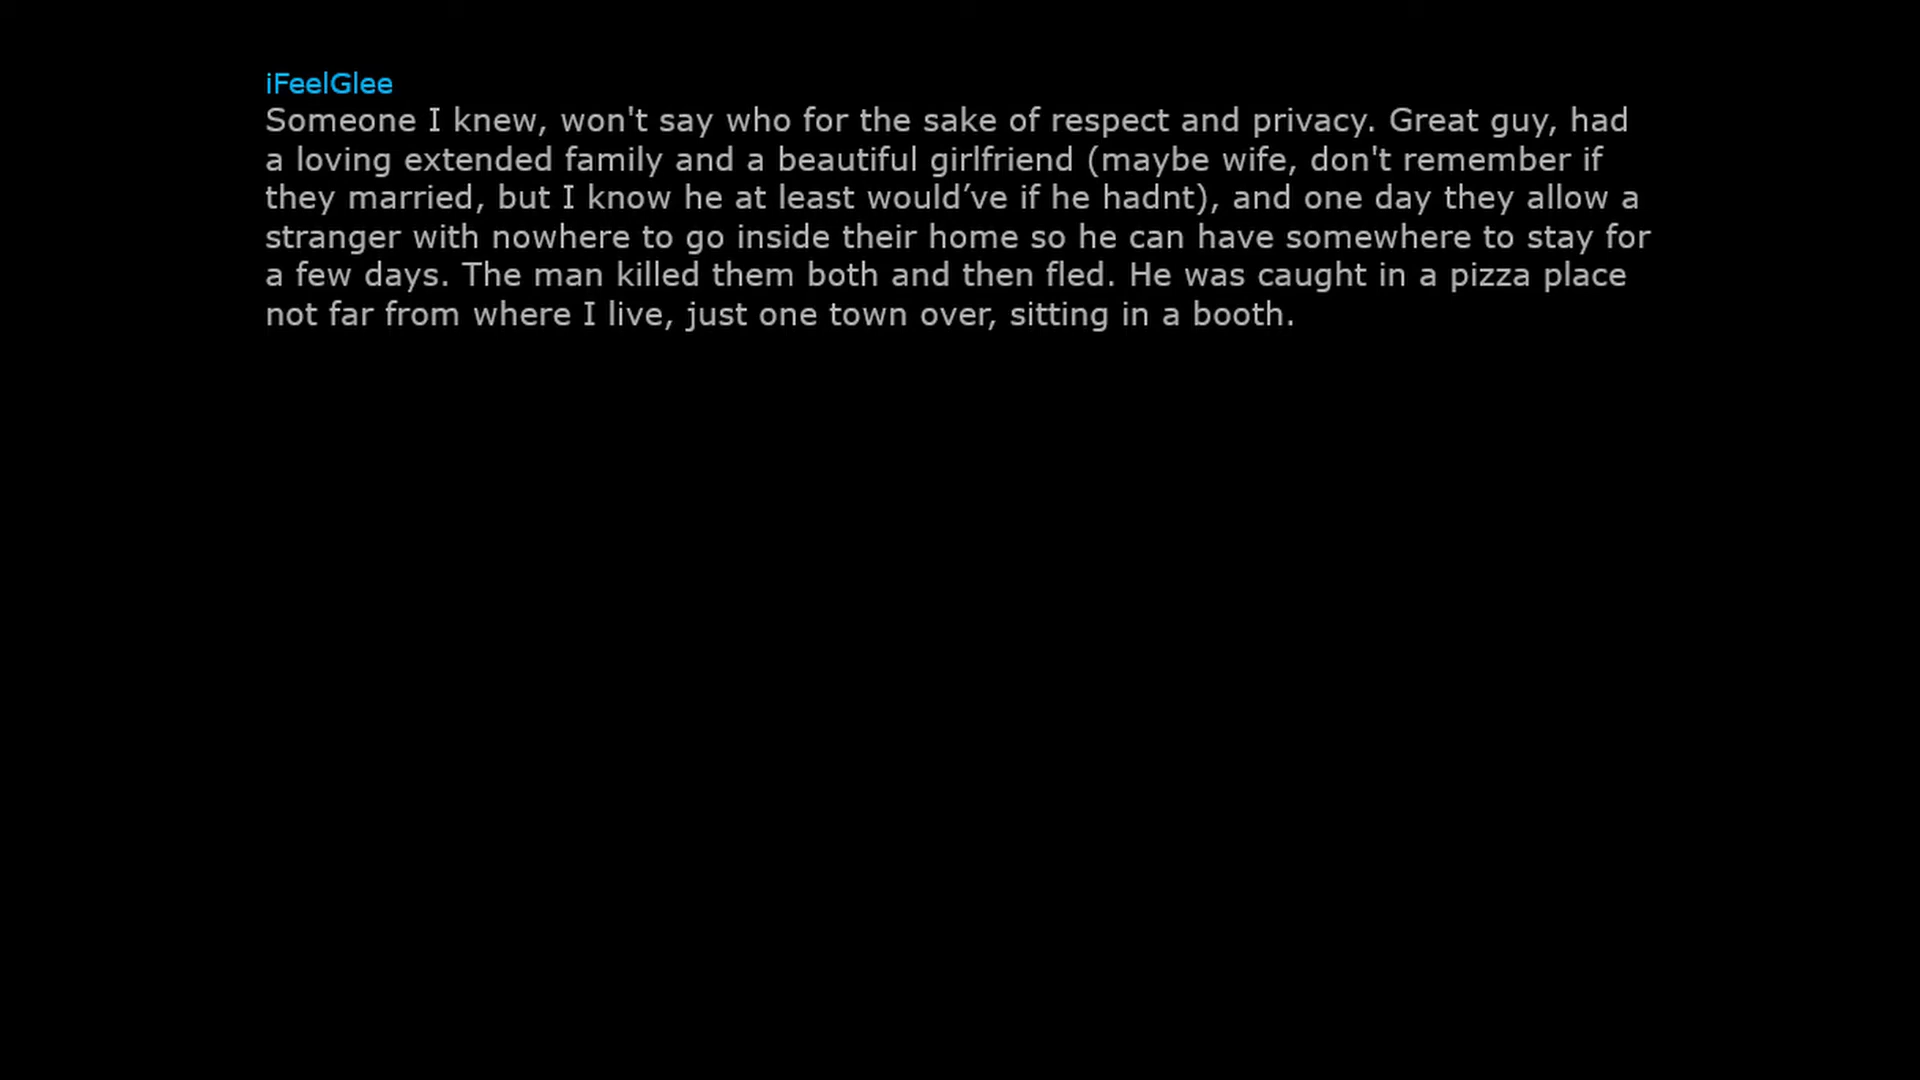 iFeelGlee
Someone I knew, won't say who for the sake of respect and privacy. Great guy, had
a loving extended family and a beautiful girlfriend (maybe wife, don't remember if
they married, but I know he at least would’ve if he hadnt), and one day they allow a
stranger with nowhere to go inside their home so he can have somewhere to stay for
a few days. The man killed them both and then fled. He was caught in a pizza place
not far from where I live, just one town over, sitting in a booth.